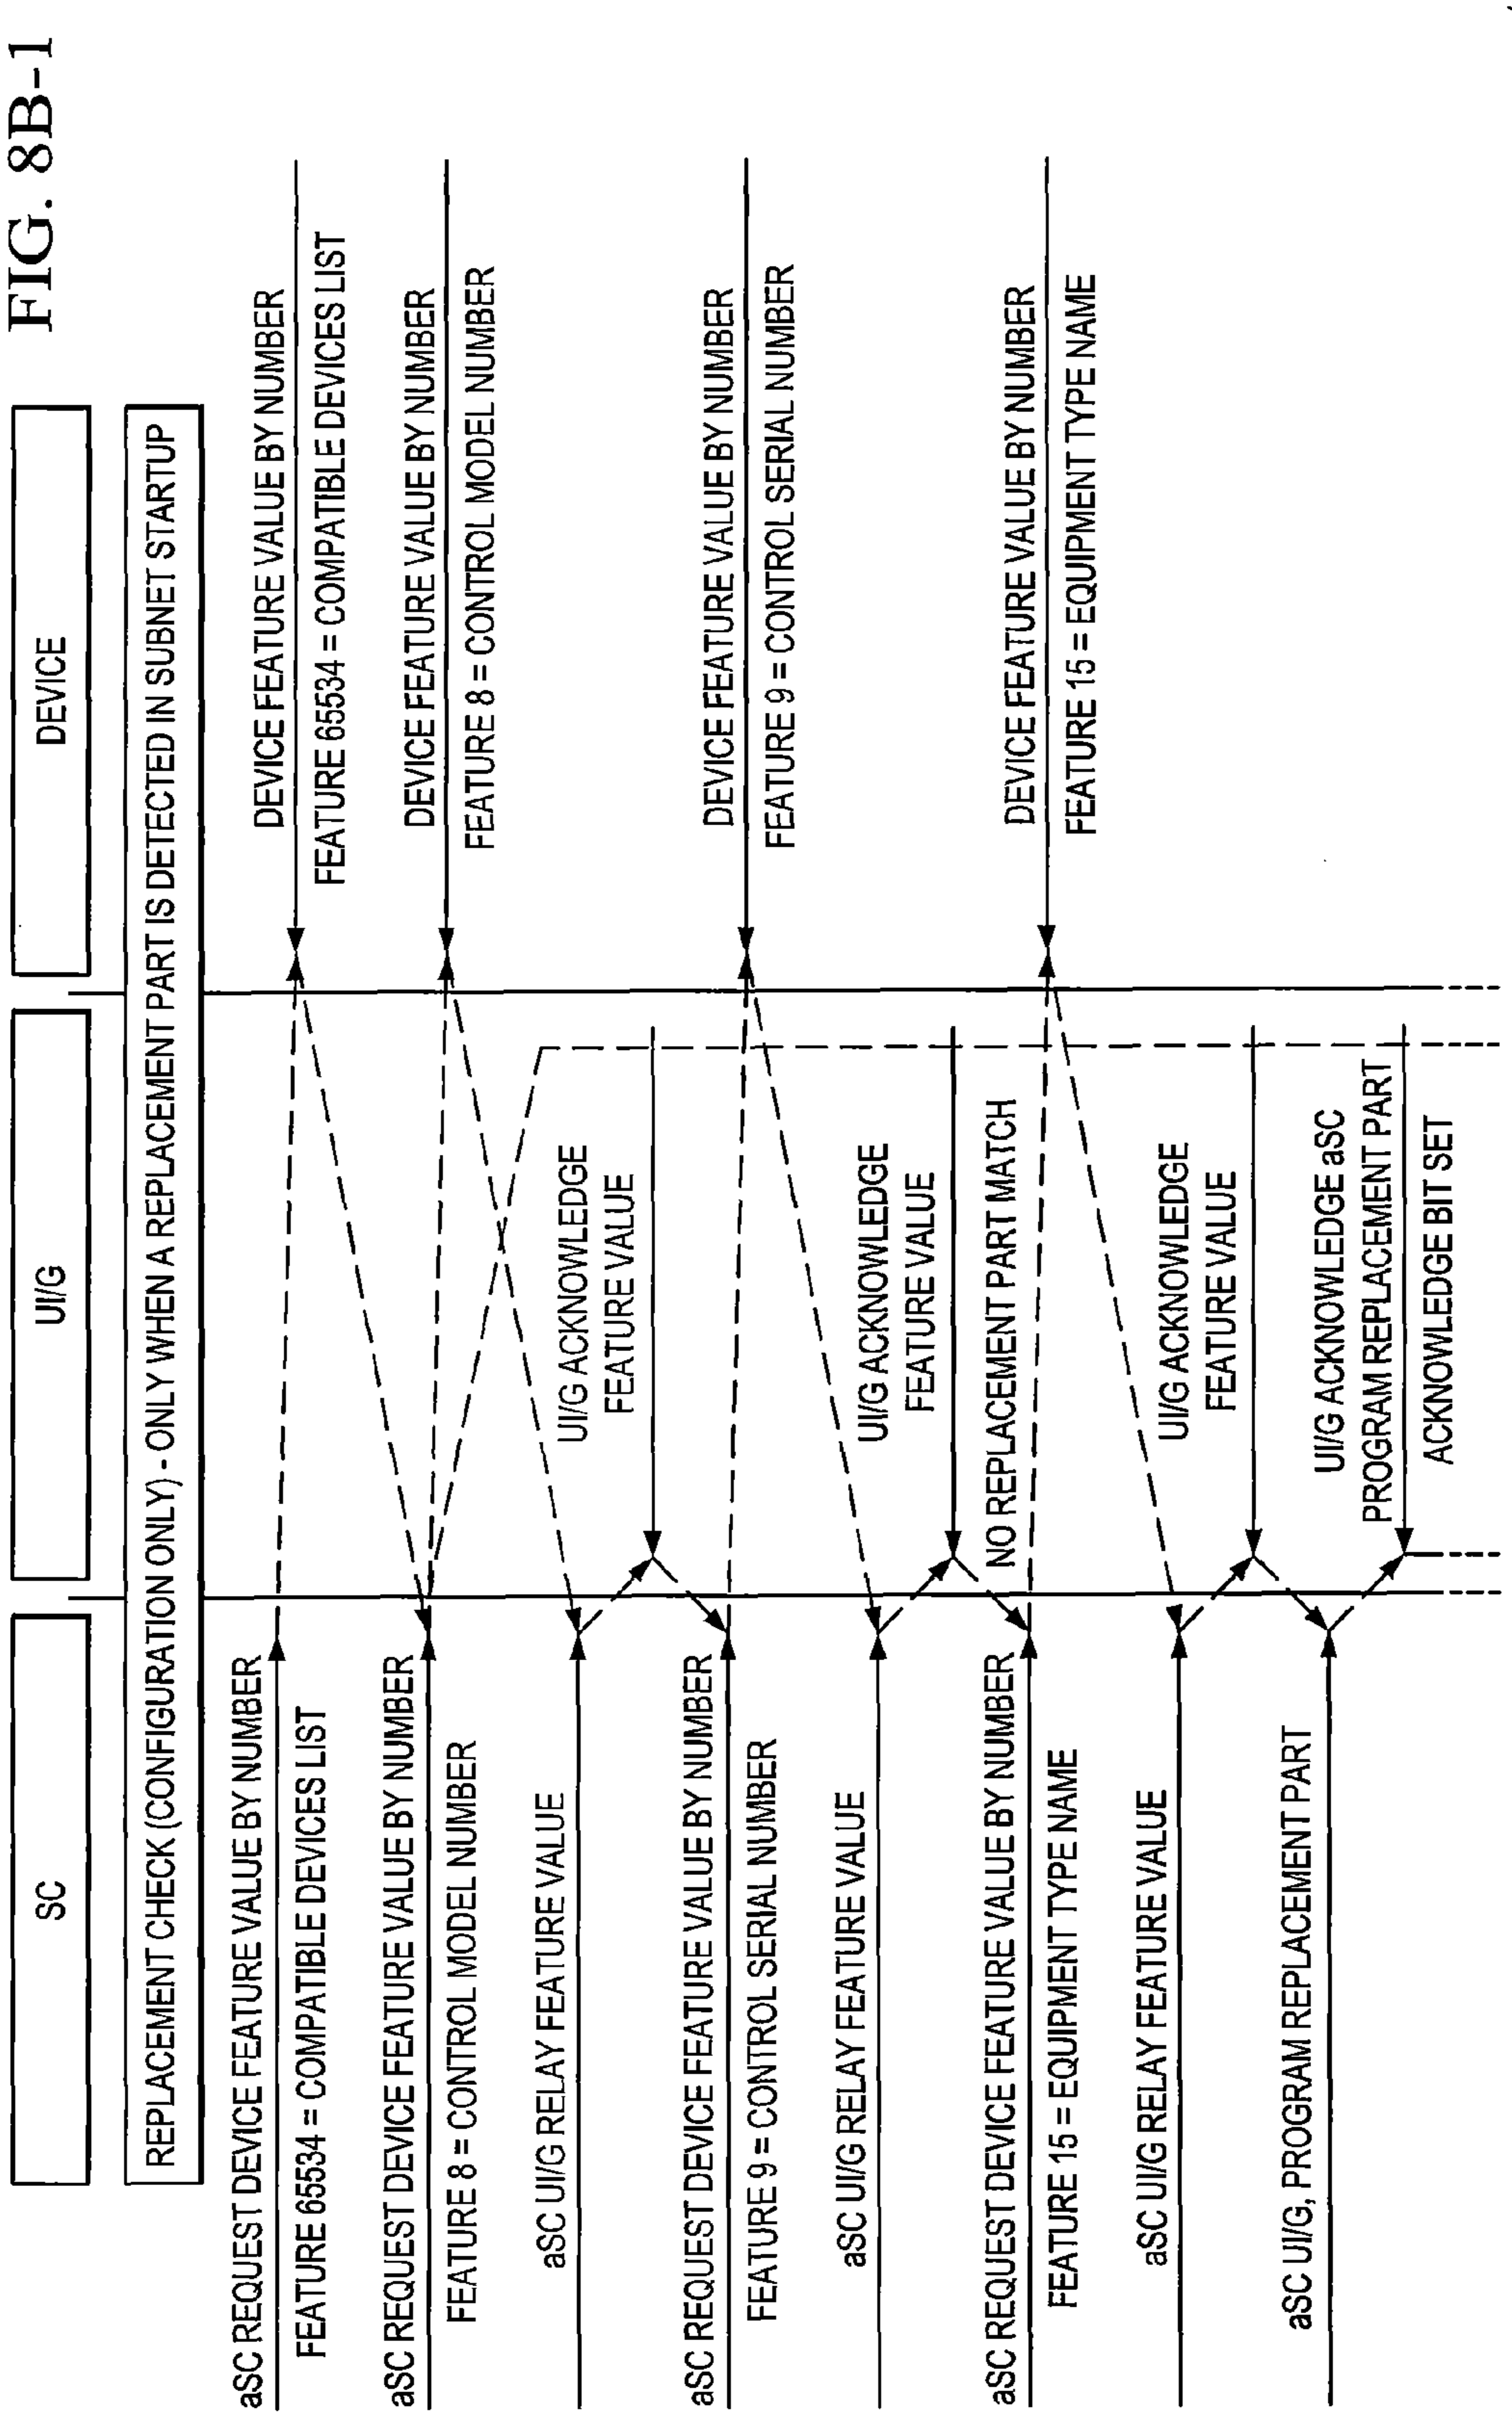 FIG. 8B-1
SC
UI/G
DEVICE
REPLACEMENT CHECK (CONFIGURATION ONLY) - ONLY WHEN A REPLACEMENT PART IS DETECTED IN SUBNET STARTUP
aSC REQUEST DEVICE FEATURE VALUE BY NUMBER
FEATURE 65534 = COMPATIBLE DEVICES LIST
DEVICE FEATURE VALUE BY NUMBER
FEATURE 65534 = COMPATIBLE DEVICES LIST
aSC REQUEST DEVICE FEATURE VALUE BY NUMBER
FEATURE 8 = CONTROL MODEL NUMBER
DEVICE FEATURE VALUE BY NUMBER
FEATURE 8 = CONTROL MODEL NUMBER
aSC UI/G RELAY FEATURE VALUE
UI/G ACKNOWLEDGE
FEATURE VALUE
aSC REQUEST DEVICE FEATURE VALUE BY NUMBER
FEATURE 9 = CONTROL SERIAL NUMBER
DEVICE FEATURE VALUE BY NUMBER
FEATURE 9 = CONTROL SERIAL NUMBER
aSC UI/G RELAY FEATURE VALUE
UI/G ACKNOWLEDGE
FEATURE VALUE
NO REPLACEMENT PART MATCH
aSC REQUEST DEVICE FEATURE VALUE BY NUMBER
FEATURE 15 = EQUIPMENT TYPE NAME
DEVICE FEATURE VALUE BY NUMBER
FEATURE 15 = EQUIPMENT TYPE NAME
aSC UI/G RELAY FEATURE VALUE
UI/G ACKNOWLEDGE
FEATURE VALUE
aSC UI/G, PROGRAM REPLACEMENT PART
UI/G ACKNOWLEDGE aSC
PROGRAM REPLACEMENT PART
ACKNOWLEDGE BIT SET